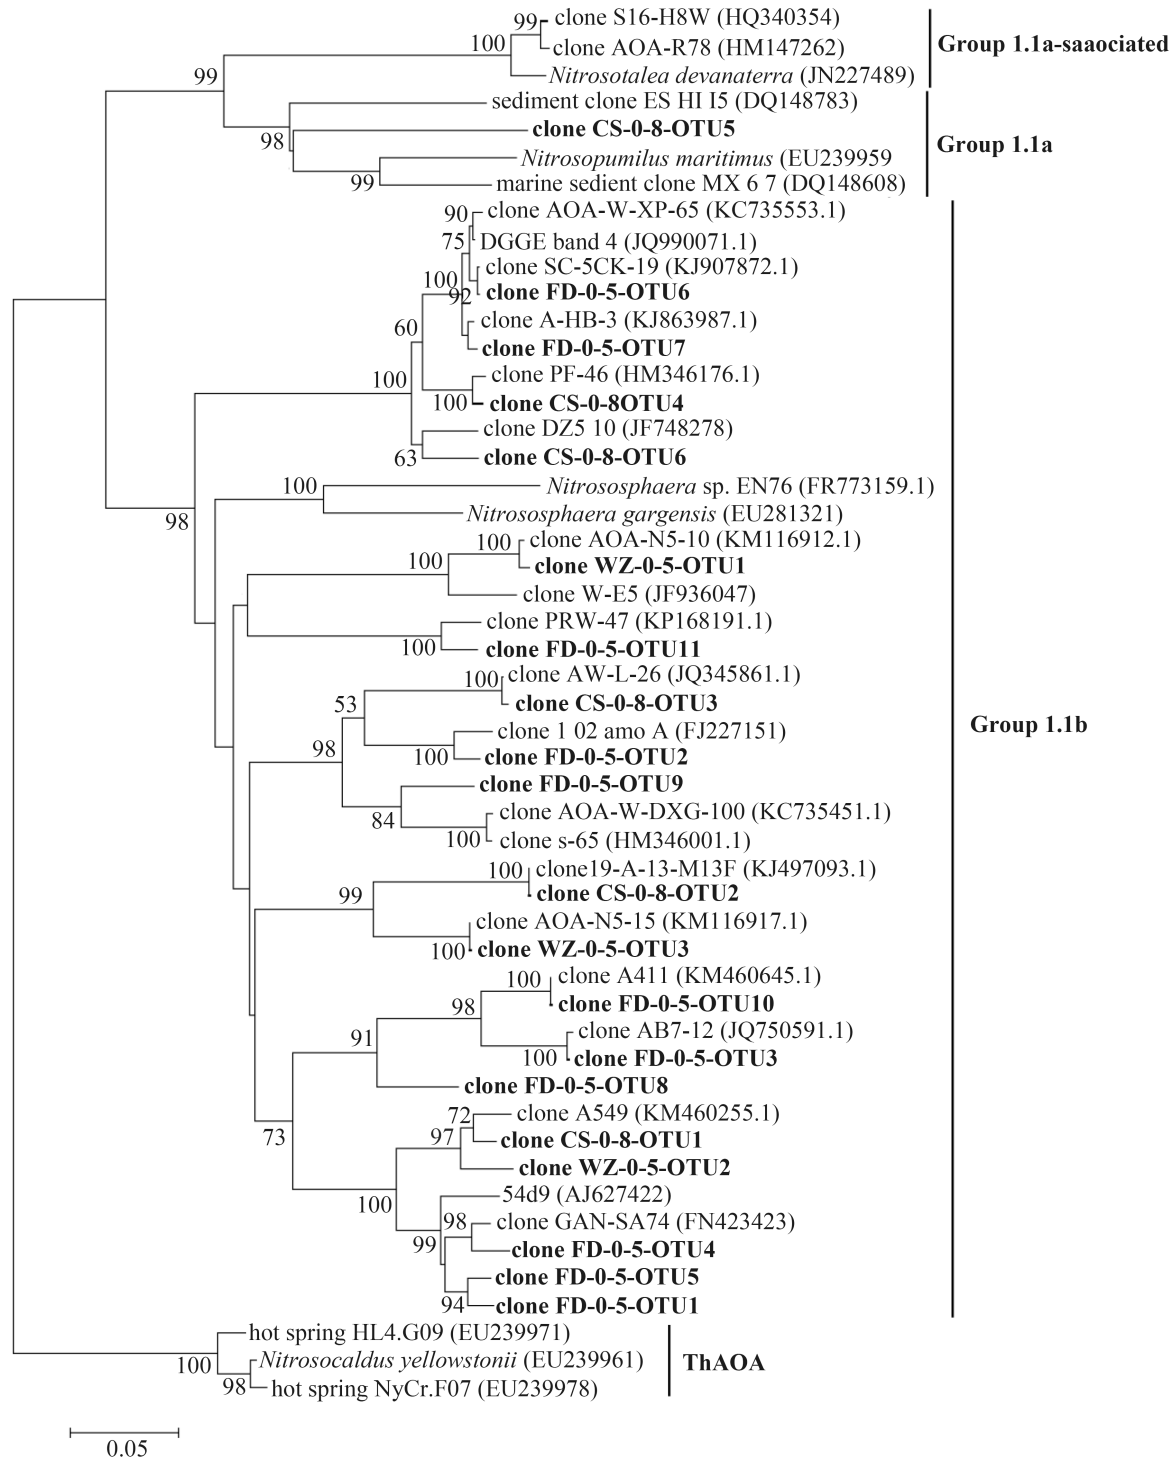 99
clone S16-H8W (HQ340354)
100
clone AOA-R78 (HM147262)
Group 1.1a-saaociated
99
Nitrosotalea devanaterra (JN227489)
sediment clone ES HI I5 (DQ148783)
98
clone CS-0-8-OTU5
Group 1.1a
Nitrosopumilus maritimus (EU239959
99
marine sedient clone MX 6 7 (DQ148608)
90
clone AOA-W-XP-65 (KC735553.1)
75
DGGE band 4 (JQ990071.1)
clone SC-5CK-19 (KJ907872.1)
100
92
clone FD-0-5-OTU6
60
clone A-HB-3 (KJ863987.1)
clone FD-0-5-OTU7
100
clone PF-46 (HM346176.1)
100
clone CS-0-8OTU4
clone DZ5 10 (JF748278)
63
clone CS-0-8-OTU6
100
Nitrososphaera sp. EN76 (FR773159.1)
98
Nitrososphaera gargensis (EU281321)
100
clone AOA-N5-10 (KM116912.1)
100
clone WZ-0-5-OTU1
clone W-E5 (JF936047)
clone PRW-47 (KP168191.1)
100
clone FD-0-5-OTU11
100
clone AW-L-26 (JQ345861.1)
53
clone CS-0-8-OTU3
Group 1.1b
98
clone 1 02 amo A (FJ227151)
100
clone FD-0-5-OTU2
clone FD-0-5-OTU9
84
clone AOA-W-DXG-100 (KC735451.1)
100
clone s-65 (HM346001.1)
100
clone19-A-13-M13F (KJ497093.1)
99
clone CS-0-8-OTU2
clone AOA-N5-15 (KM116917.1)
100
clone WZ-0-5-OTU3
100
clone A411 (KM460645.1)
98
clone FD-0-5-OTU10
91
clone AB7-12 (JQ750591.1)
100
clone FD-0-5-OTU3
clone FD-0-5-OTU8
72
clone A549 (KM460255.1)
73
97
clone CS-0-8-OTU1
clone WZ-0-5-OTU2
100
54d9 (AJ627422)
98
clone GAN-SA74 (FN423423)
99
clone FD-0-5-OTU4
clone FD-0-5-OTU5
94
clone FD-0-5-OTU1
hot spring HL4.G09 (EU239971)
100
Nitrosocaldus yellowstonii (EU239961)
ThAOA
98
hot spring NyCr.F07 (EU239978)
0.05